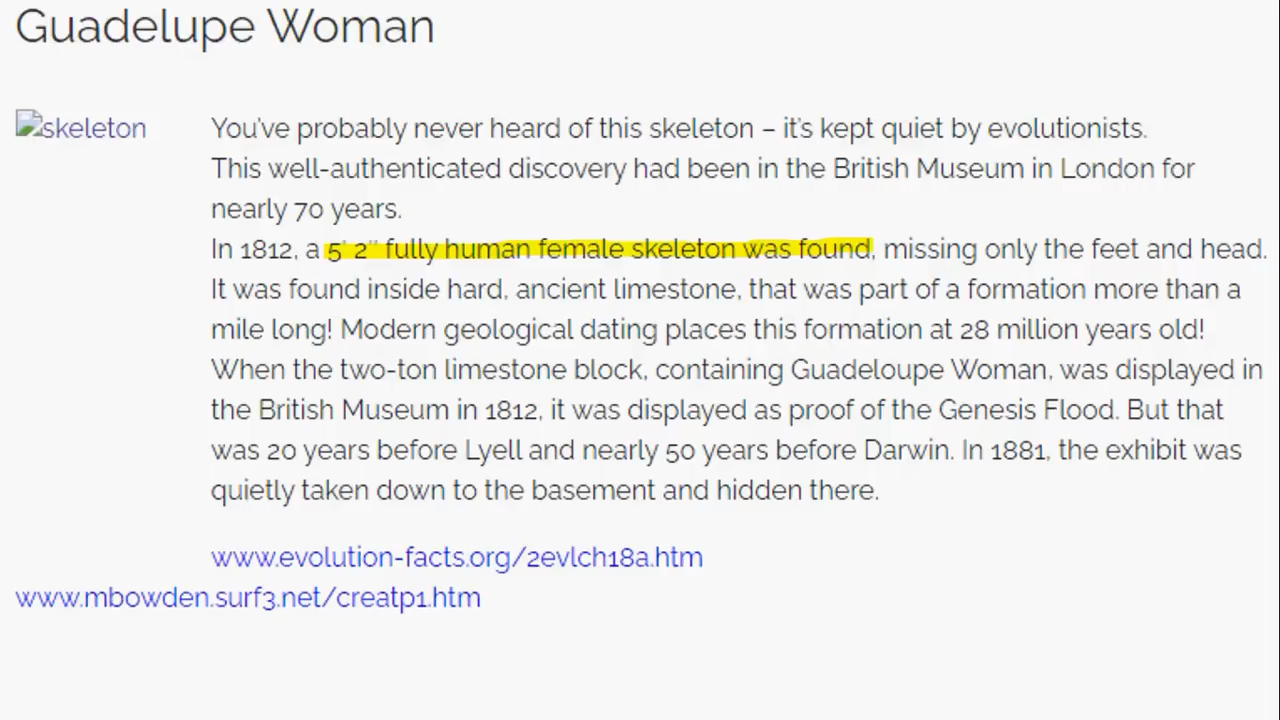 Guadelupe Woman
skeleton
You've probably never heard of this skeleton – it's kept quiet by evolutionists.
This well-authenticated discovery had been in the British Museum in London for
nearly 70 years.
In 1812, a 5' 2" fully human female skeleton was found, missing only the feet and head.
It was found inside hard, ancient limestone, that was part of a formation more than a
mile long! Modern geological dating places this formation at 28 million years old!
When the two-ton limestone block, containing Guadeloupe Woman, was displayed in
the British Museum in 1812, it was displayed as proof of the Genesis Flood. But that
was 20 years before Lyell and nearly 50 years before Darwin. In 1881, the exhibit was
quietly taken down to the basement and hidden there.
www.evolution-facts.org/2evlch18a.htm
www.mbowden.surf3.net/creatp1.htm